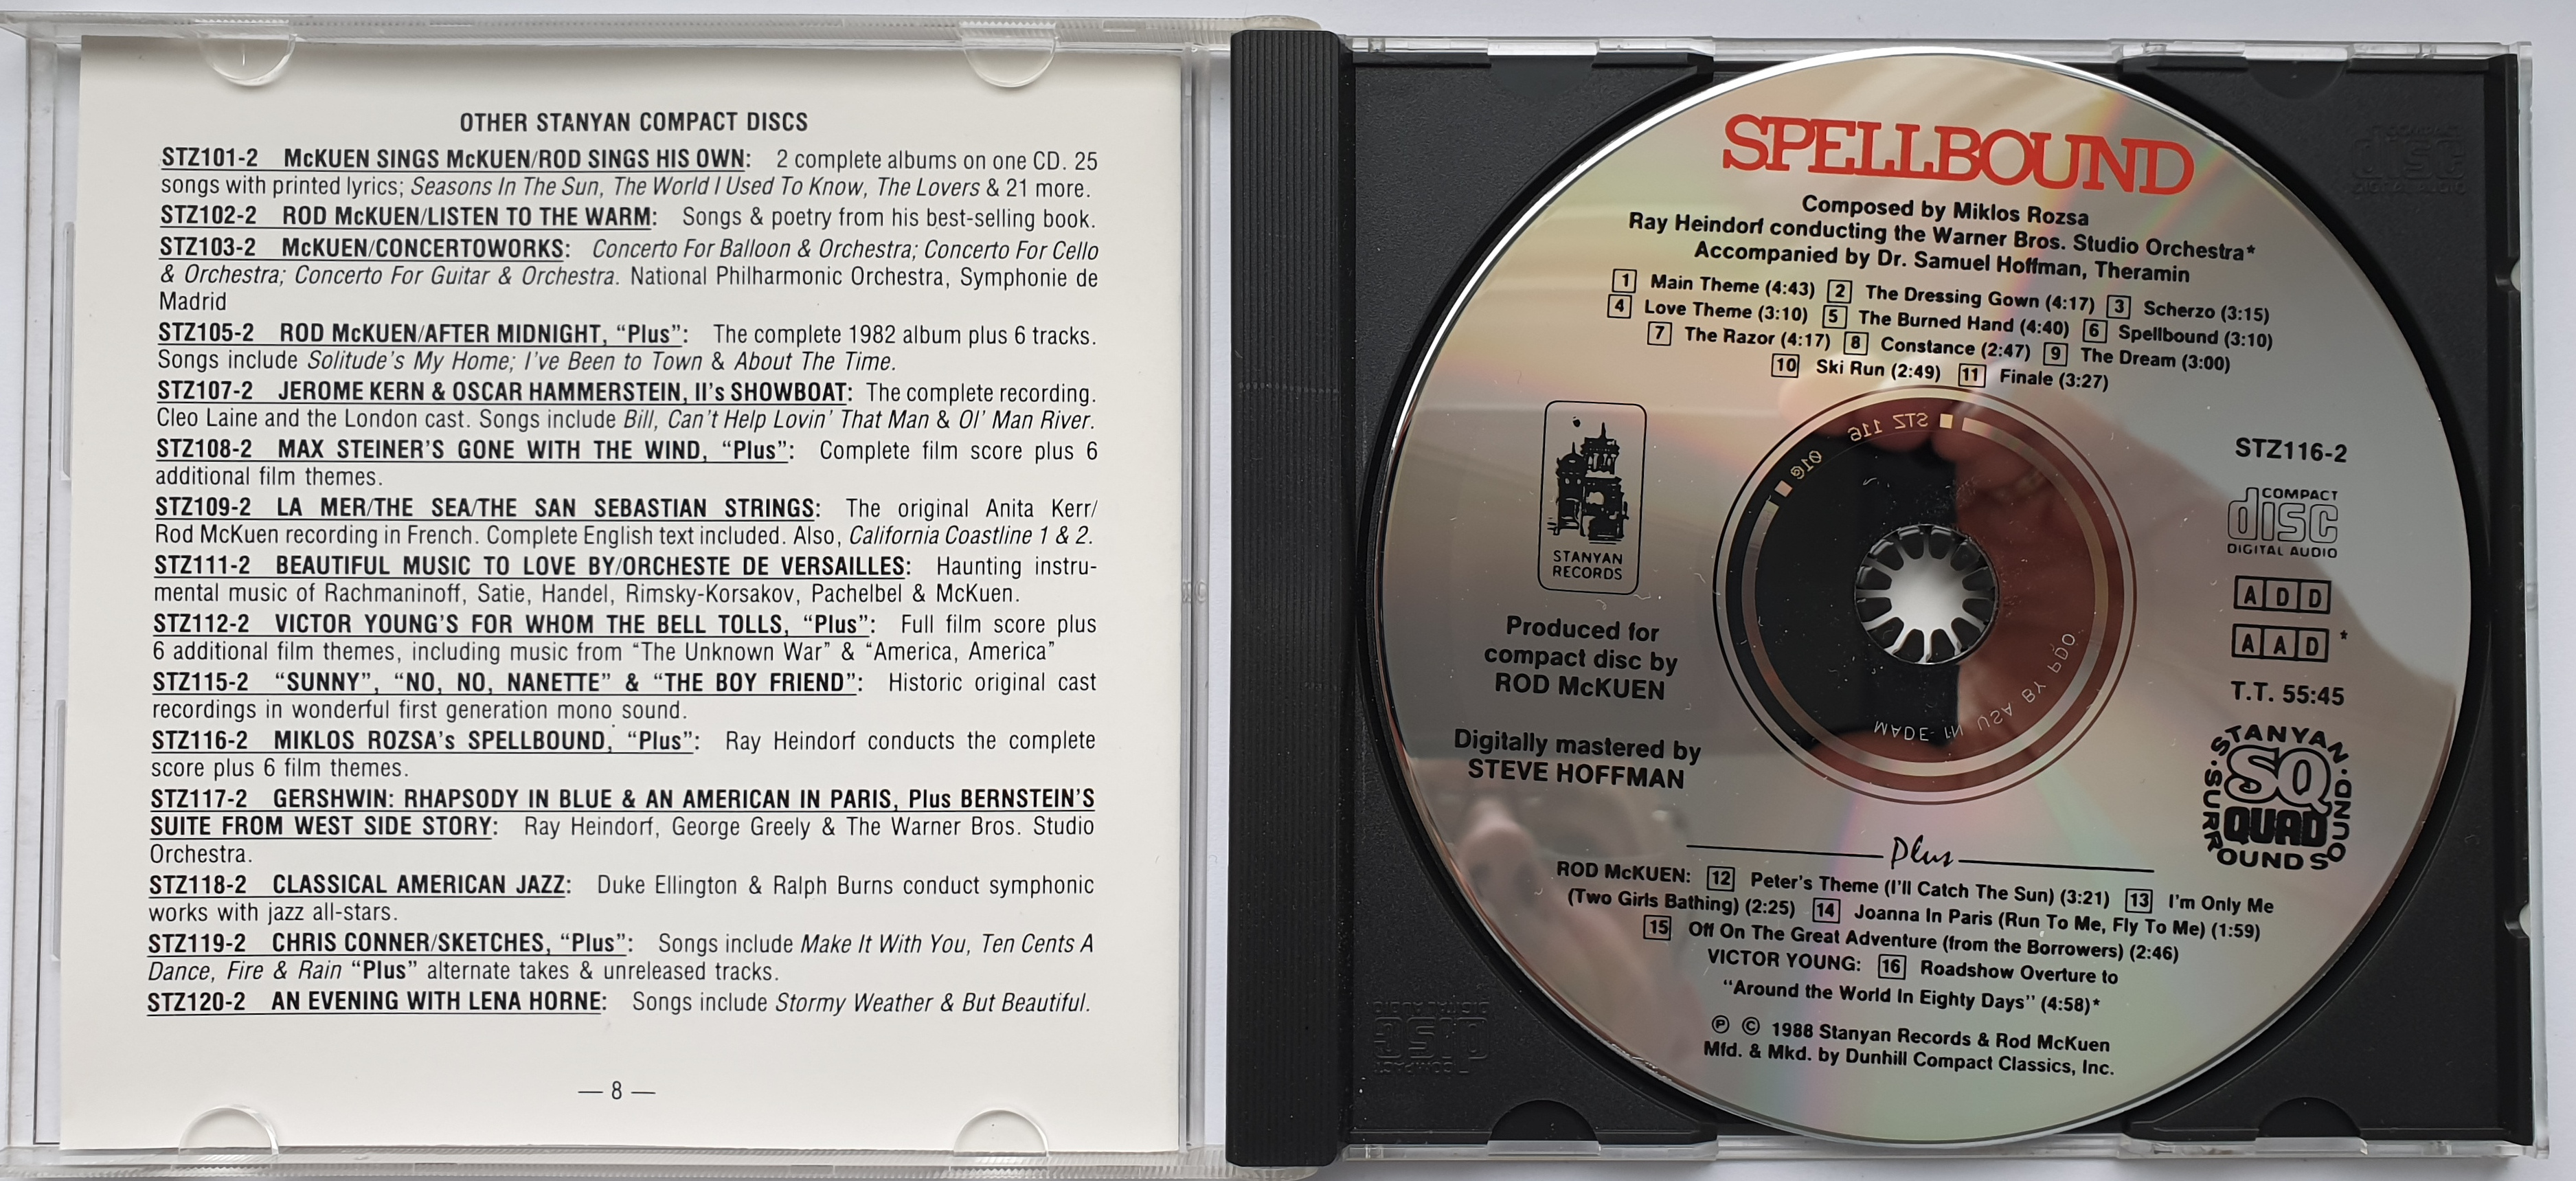 OTHER STANYAN COMPACT DISCS
STZ101-2 McKUEN SINGS McKUEN/ROD SINGS HIS OWN: 2 complete albums on one CD. 25
songs with printed lyrics; Seasons In The Sun, The World I Used To Know, The Lovers & 21 more.
STZ102-2 ROD McKUEN/LISTEN TO THE WARM: Songs & poetry from his best-selling book.
STZ103-2 McKUEN/CONCERTOWORKS: Concerto For Balloon & Orchestra; Concerto For Cello
& Orchestra; Concerto For Guitar & Orchestra. National Philharmonic Orchestra, Symphonie de
Madrid
STZ105-2 ROD McKUEN/AFTER MIDNIGHT, “Plus”: The complete 1982 album plus 6 tracks.
Songs include Solitude's My Home; I've Been to Town & About The Time.
STZ107-2 JEROME KERN & OSCAR HAMMERSTEIN, II's SHOWBOAT: The complete recording.
Cleo Laine and the London cast. Songs include Bill, Can't Help Lovin' That Man & Ol' Man River.
STZ108-2 MAX STEINER'S GONE WITH THE WIND, “Plus”: Complete film score plus 6
additional film themes.
STZ109-2 LA MER/THE SEA/THE SAN SEBASTIAN STRINGS: The original Anita Kerr/
Rod McKuen recording in French. Complete English text included. Also, California Coastline 1 & 2.
STZ111-2 BEAUTIFUL MUSIC TO LOVE BY/ORCHESTE DE VERSAILLES: Haunting instru-
mental music of Rachmaninoff, Satie, Handel, Rimsky-Korsakov, Pachelbel & McKuen.
STZ112-2 VICTOR YOUNG'S FOR WHOM THE BELL TOLLS, “Plus”: Full film score plus
6 additional film themes, including music from “The Unknown War” & “America, America”
STZ115-2 “SUNNY”, “NO, NO, NANETTE” & “THE BOY FRIEND”: Historic original cast
recordings in wonderful first generation mono sound.
STZ116-2 MIKLOS ROZSA's SPELLBOUND, “Plus”: Ray Heindorf conducts the complete
score plus 6 film themes.
STZ117-2 GERSHWIN: RHAPSODY IN BLUE & AN AMERICAN IN PARIS, Plus BERNSTEIN'S
SUITE FROM WEST SIDE STORY: Ray Heindorf, George Greely & The Warner Bros. Studio
Orchestra.
STZ118-2 CLASSICAL AMERICAN JAZZ: Duke Ellington & Ralph Burns conduct symphonic
works with jazz all-stars.
STZ119-2 CHRIS CONNER/SKETCHES, “Plus”: Songs include Make It With You, Ten Cents A
Dance, Fire & Rain “Plus” alternate takes & unreleased tracks.
STZ120-2 AN EVENING WITH LENA HORNE: Songs include Stormy Weather & But Beautiful.
— 8 —
SPELLBOUND
Composed by Miklos Rozsa
Ray Heindorf conducting the Warner Bros. Studio Orchestra*
Accompanied by Dr. Samuel Hoffman, Theramin
1 Main Theme (4:43) 2 The Dressing Gown (4:17) 3 Scherzo (3:15)
4 Love Theme (3:10) 5 The Burned Hand (4:40) 6 Spellbound (3:10)
7 The Razor (4:17) 8 Constance (2:47) 9 The Dream (3:00)
10 Ski Run (2:49) 11 Finale (3:27)
STANYAN
RECORDS
Produced for
compact disc by
ROD McKUEN
Digitally mastered by
STEVE HOFFMAN
STZ 116
01@
MADE IN USA BY PDO
STZ116-2
COMPACT
disc
DIGITAL AUDIO
ADD
AAD*
T.T. 55:45
STANYAN
SQ
QUAD
SURROUND SOUND
Plus
ROD McKUEN: 12 Peter's Theme (I'll Catch The Sun) (3:21) 13 I'm Only Me
(Two Girls Bathing) (2:25) 14 Joanna In Paris (Run To Me, Fly To Me) (1:59)
15 Off On The Great Adventure (from the Borrowers) (2:46)
VICTOR YOUNG: 16 Roadshow Overture to
“Around the World In Eighty Days” (4:58)*
℗ © 1988 Stanyan Records & Rod McKuen
Mfd. & Mkd. by Dunhill Compact Classics, Inc.
COMPACT
disc
DIGITAL AUDIO
COMPACT
disc
DIGITAL AUDIO